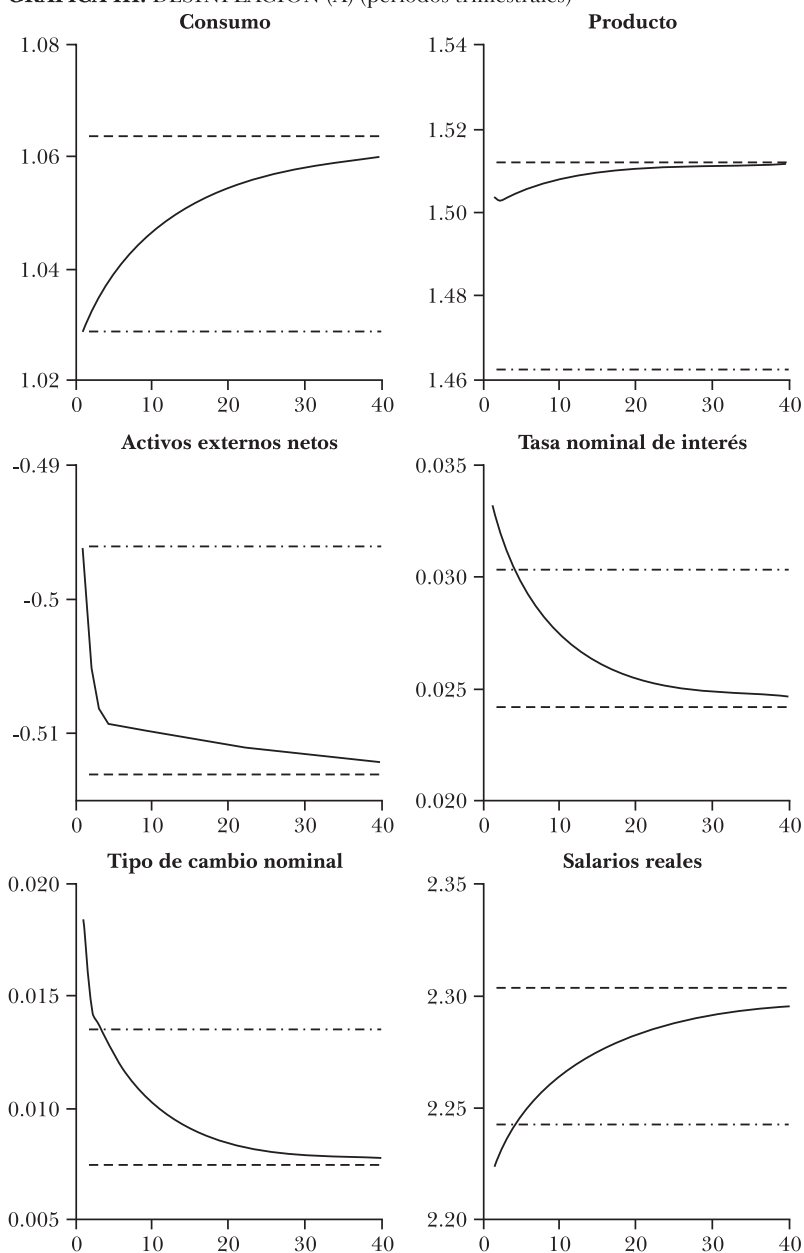 GRÁFICA III. DESINFLACIÓN (A) (periodos trimestrales)
Consumo
1.08
1.06
1.04
1.02
0 10 20 30 40
Producto
1.54
1.52
1.50
1.48
1.46
0 10 20 30 40
Activos externos netos
-0.49
-0.5
-0.51
0 10 20 30 40
Tasa nominal de interés
0.035
0.030
0.025
0.020
0 10 20 30 40
Tipo de cambio nominal
0.020
0.015
0.010
0.005
0 10 20 30 40
Salarios reales
2.35
2.30
2.25
2.20
0 10 20 30 40